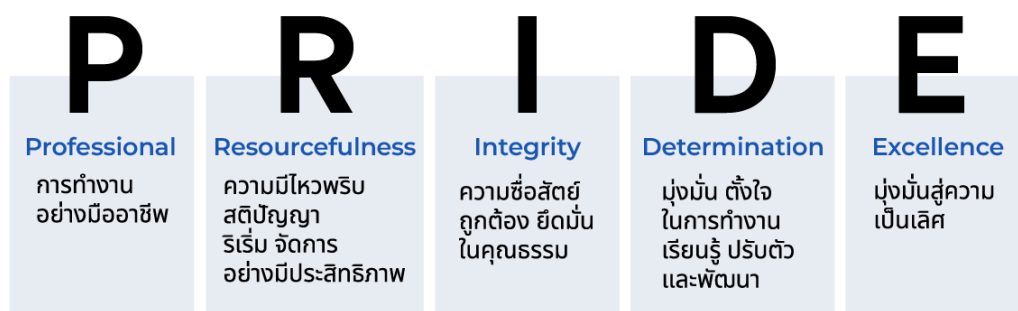 P R I D E
Professional
การทำงาน
อย่างมืออาชีพ
Resourcefulness
ความมีไหวพริบ
สติปัญญา
ริเริ่ม จัดการ
อย่างมีประสิทธิภาพ
Integrity
ความซื่อสัตย์
ถูกต้อง ยึดมั่น
ในคุณธรรม
Determination
มุ่งมั่น ตั้งใจ
ในการทำงาน
เรียนรู้ ปรับตัว
และพัฒนา
Excellence
มุ่งมั่นสู่ความ
เป็นเลิศ